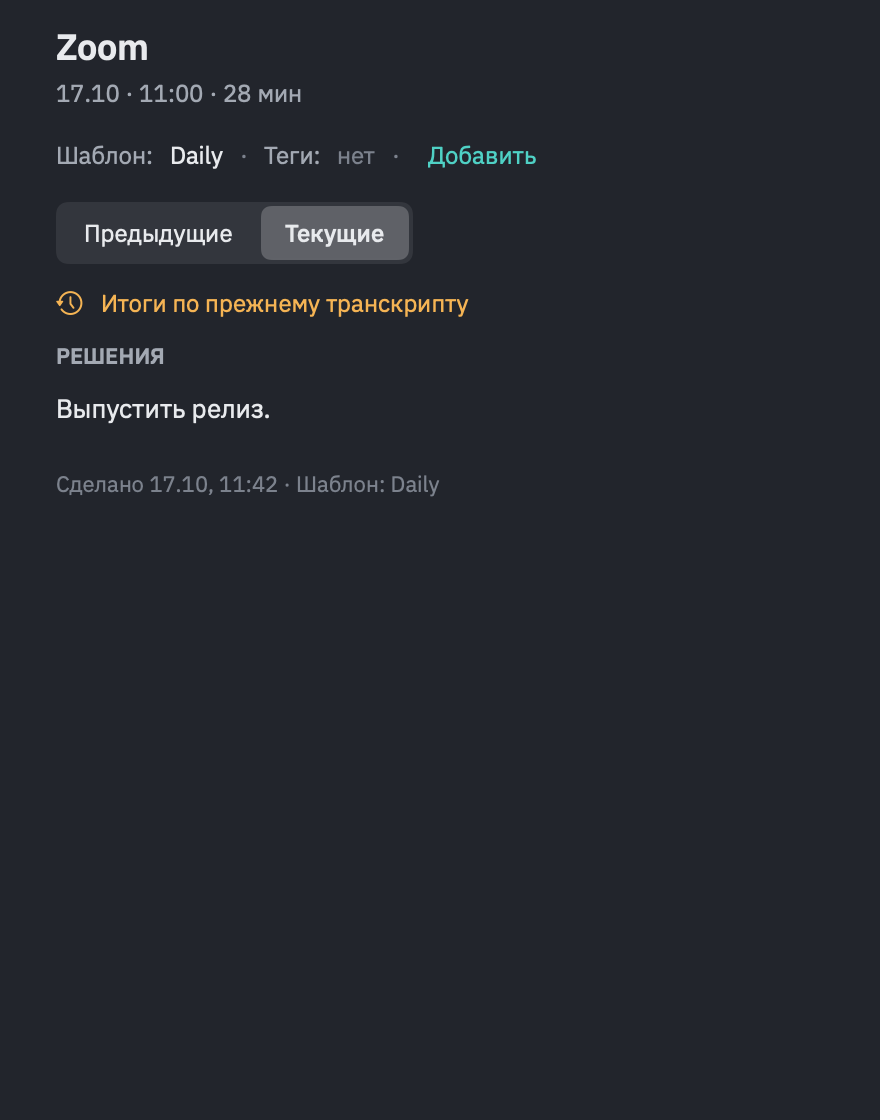 Zoom
17.10 · 11:00 · 28 мин
Шаблон: Daily · Теги: нет · Добавить
Предыдущие Текущие
Итоги по прежнему транскрипту
РЕШЕНИЯ
Выпустить релиз.
Сделано 17.10, 11:42 · Шаблон: Daily